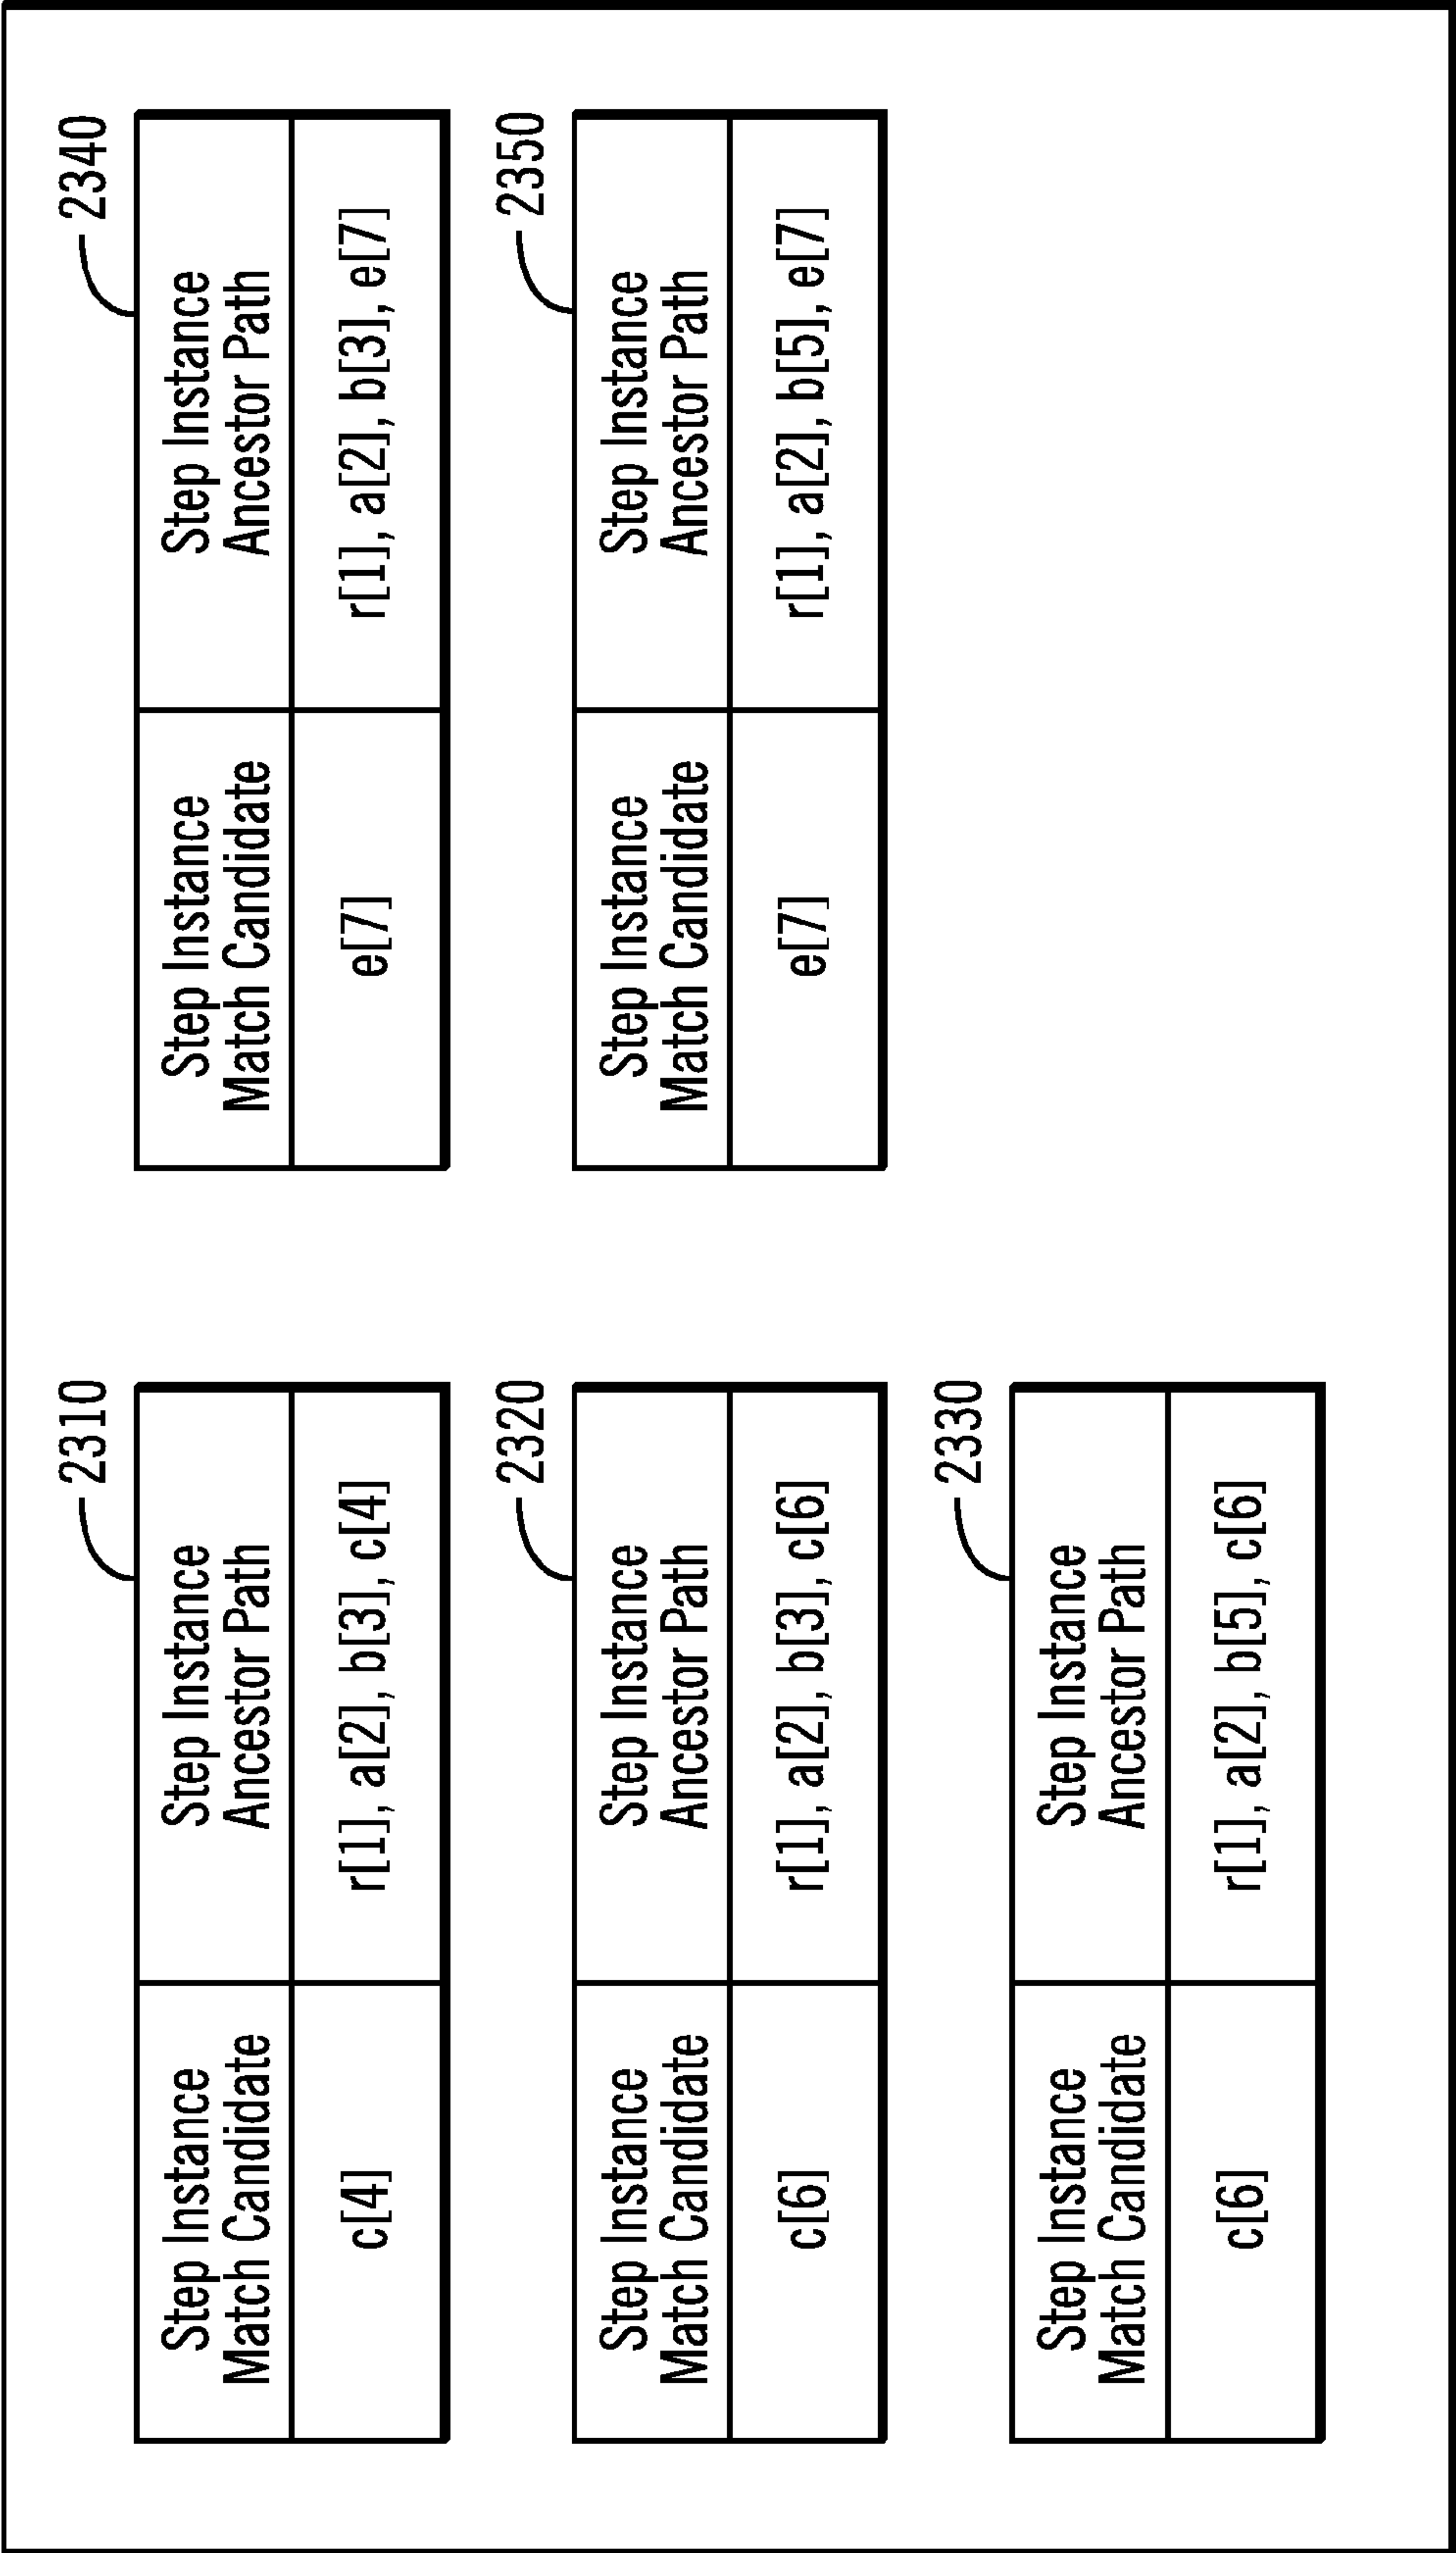 2310
Step Instance
Match Candidate
Step Instance
Ancestor Path
c[4]
r[1], a[2], b[3], c[4]
2320
Step Instance
Match Candidate
Step Instance
Ancestor Path
c[6]
r[1], a[2], b[3], c[6]
2330
Step Instance
Match Candidate
Step Instance
Ancestor Path
c[6]
r[1], a[2], b[5], c[6]
2340
Step Instance
Match Candidate
Step Instance
Ancestor Path
e[7]
r[1], a[2], b[3], e[7]
2350
Step Instance
Match Candidate
Step Instance
Ancestor Path
e[7]
r[1], a[2], b[5], e[7]